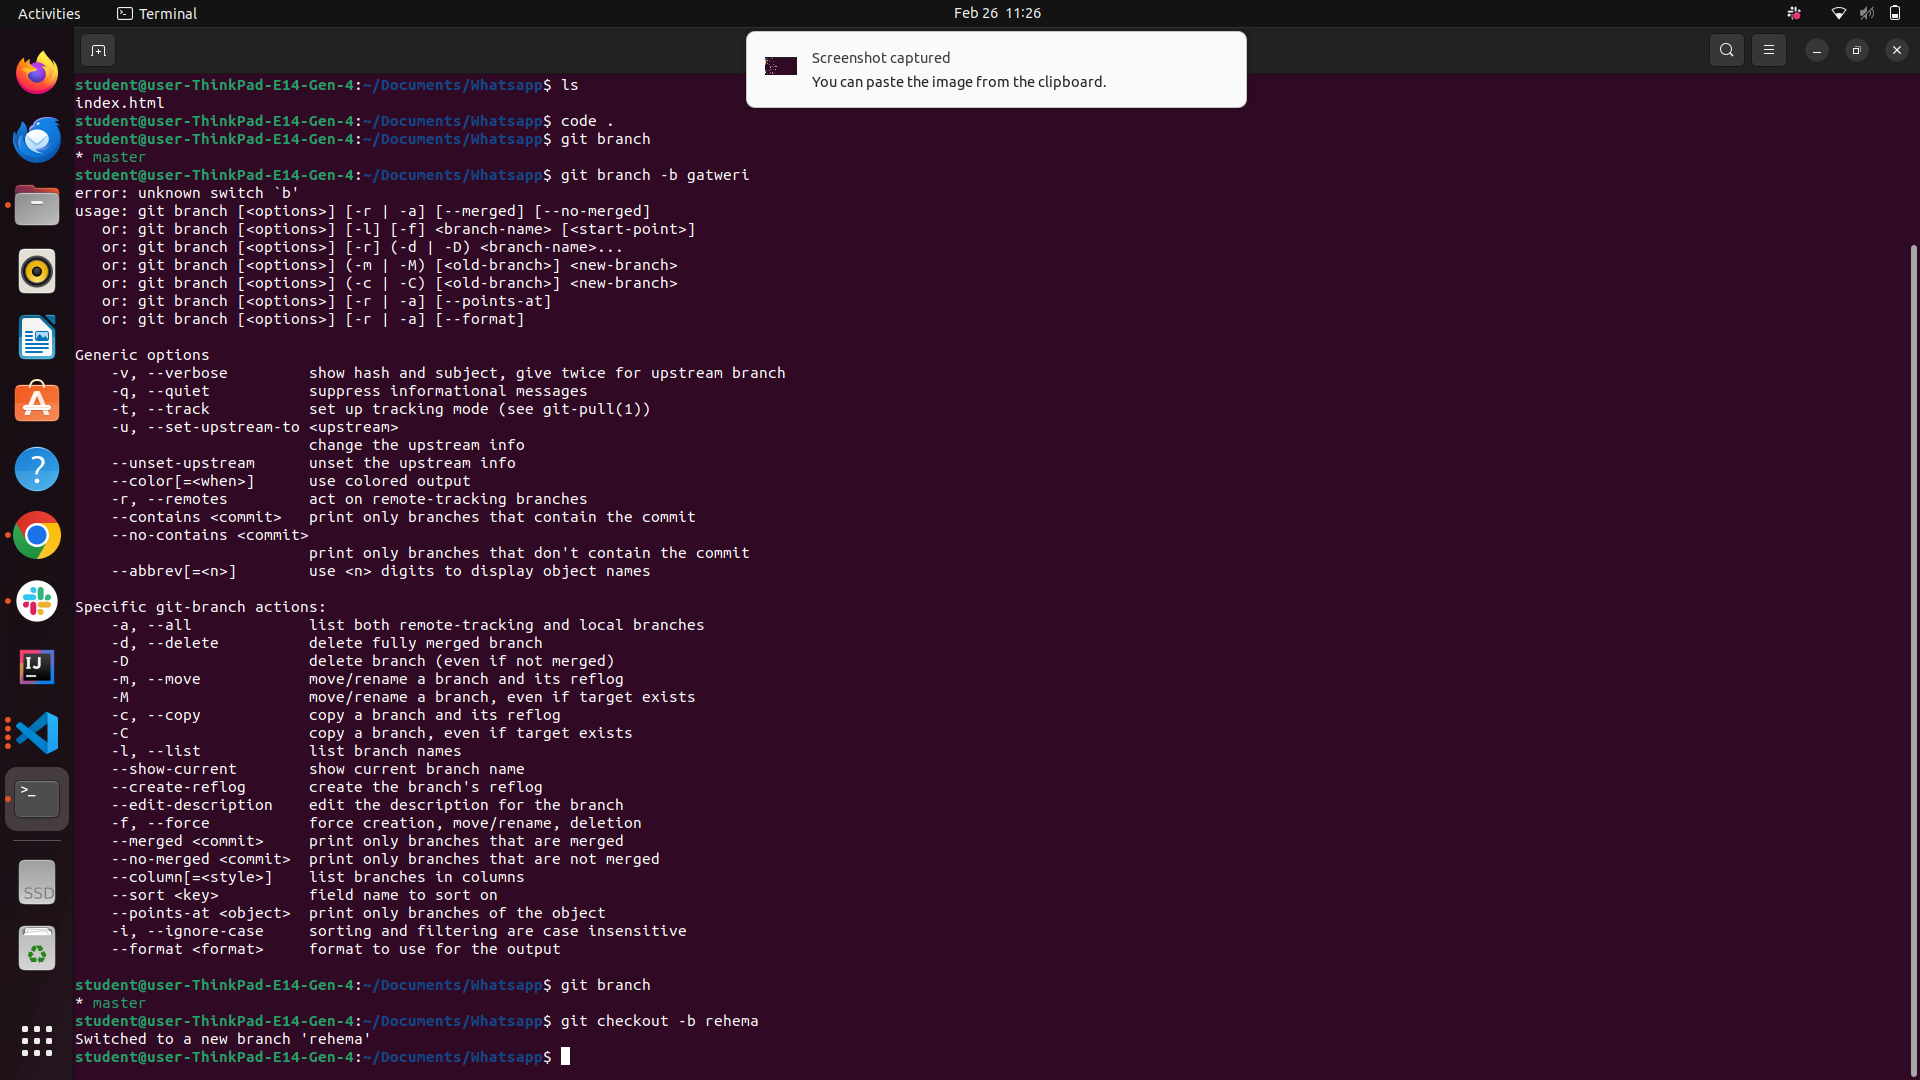 Activities
Terminal
Feb 26 11:26
Screenshot captured
You can paste the image from the clipboard.
student@user-ThinkPad-E14-Gen-4:~/Documents/Whatsapp$ ls
index.html
student@user-ThinkPad-E14-Gen-4:~/Documents/Whatsapp$ code .
student@user-ThinkPad-E14-Gen-4:~/Documents/Whatsapp$ git branch
* master
student@user-ThinkPad-E14-Gen-4:~/Documents/Whatsapp$ git branch -b gatweri
error: unknown switch `b'
usage: git branch [<options>] [-r | -a] [--merged] [--no-merged]
   or: git branch [<options>] [-l] [-f] <branch-name> [<start-point>]
   or: git branch [<options>] [-r] (-d | -D) <branch-name>...
   or: git branch [<options>] (-m | -M) [<old-branch>] <new-branch>
   or: git branch [<options>] (-c | -C) [<old-branch>] <new-branch>
   or: git branch [<options>] [-r | -a] [--points-at]
   or: git branch [<options>] [-r | -a] [--format]
Generic options
    -v, --verbose         show hash and subject, give twice for upstream branch
    -q, --quiet           suppress informational messages
    -t, --track           set up tracking mode (see git-pull(1))
    -u, --set-upstream-to <upstream>
                          change the upstream info
    --unset-upstream      unset the upstream info
    --color[=<when>]      use colored output
    -r, --remotes         act on remote-tracking branches
    --contains <commit>   print only branches that contain the commit
    --no-contains <commit>
                          print only branches that don't contain the commit
    --abbrev[=<n>]        use <n> digits to display object names
Specific git-branch actions:
    -a, --all             list both remote-tracking and local branches
    -d, --delete          delete fully merged branch
    -D                    delete branch (even if not merged)
    -m, --move            move/rename a branch and its reflog
    -M                    move/rename a branch, even if target exists
    -c, --copy            copy a branch and its reflog
    -C                    copy a branch, even if target exists
    -l, --list            list branch names
    --show-current        show current branch name
    --create-reflog       create the branch's reflog
    --edit-description    edit the description for the branch
    -f, --force           force creation, move/rename, deletion
    --merged <commit>     print only branches that are merged
    --no-merged <commit>  print only branches that are not merged
    --column[=<style>]    list branches in columns
    --sort <key>          field name to sort on
    --points-at <object>  print only branches of the object
    -i, --ignore-case     sorting and filtering are case insensitive
    --format <format>     format to use for the output
student@user-ThinkPad-E14-Gen-4:~/Documents/Whatsapp$ git branch
* master
student@user-ThinkPad-E14-Gen-4:~/Documents/Whatsapp$ git checkout -b rehema
Switched to a new branch 'rehema'
student@user-ThinkPad-E14-Gen-4:~/Documents/Whatsapp$
IJ
SSD